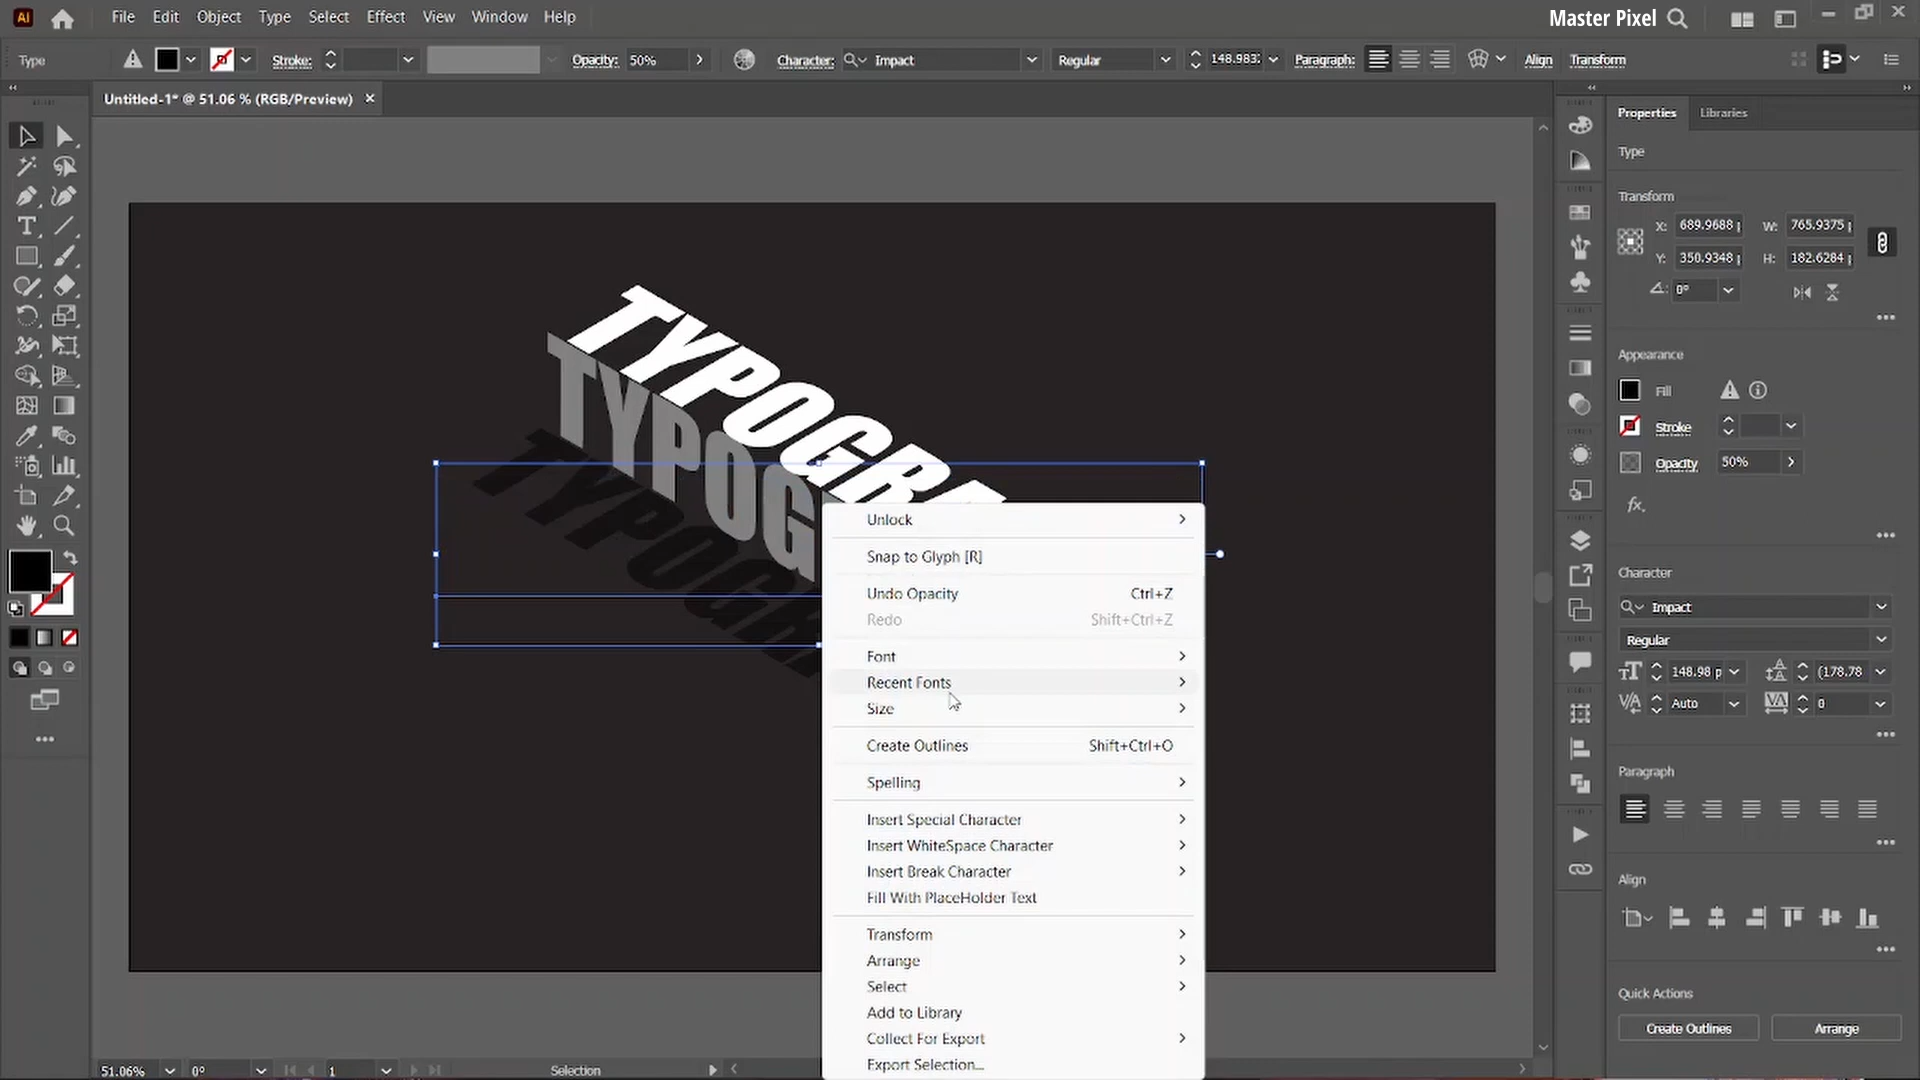 Ai
File Edit Object Type Select Effect View Window Help
Master Pixel
Type
Stroke:
Opacity: 50%
Character: Impact
Regular
148.983
Paragraph:
Align
Transform
Untitled-1* @ 51.06 % (RGB/Preview)
TYPOGRA
TYPOG
TYPOGR
Unlock
Snap to Glyph [R]
Undo Opacity Ctrl+Z
Redo Shift+Ctrl+Z
Font
Recent Fonts
Size
Create Outlines Shift+Ctrl+O
Spelling
Insert Special Character
Insert WhiteSpace Character
Insert Break Character
Fill With PlaceHolder Text
Transform
Arrange
Select
Add to Library
Collect For Export
Export Selection...
Properties Libraries
Type
Transform
X: 689.9688 W: 765.9375
Y: 350.9348 H: 182.6284
0°
Appearance
Fill
Stroke
Opacity 50%
fx.
Character
Impact
Regular
148.98 p (178.78
Auto 0
Paragraph
Align
Quick Actions
Create Outlines Arrange
51.06% 0° 1 Selection